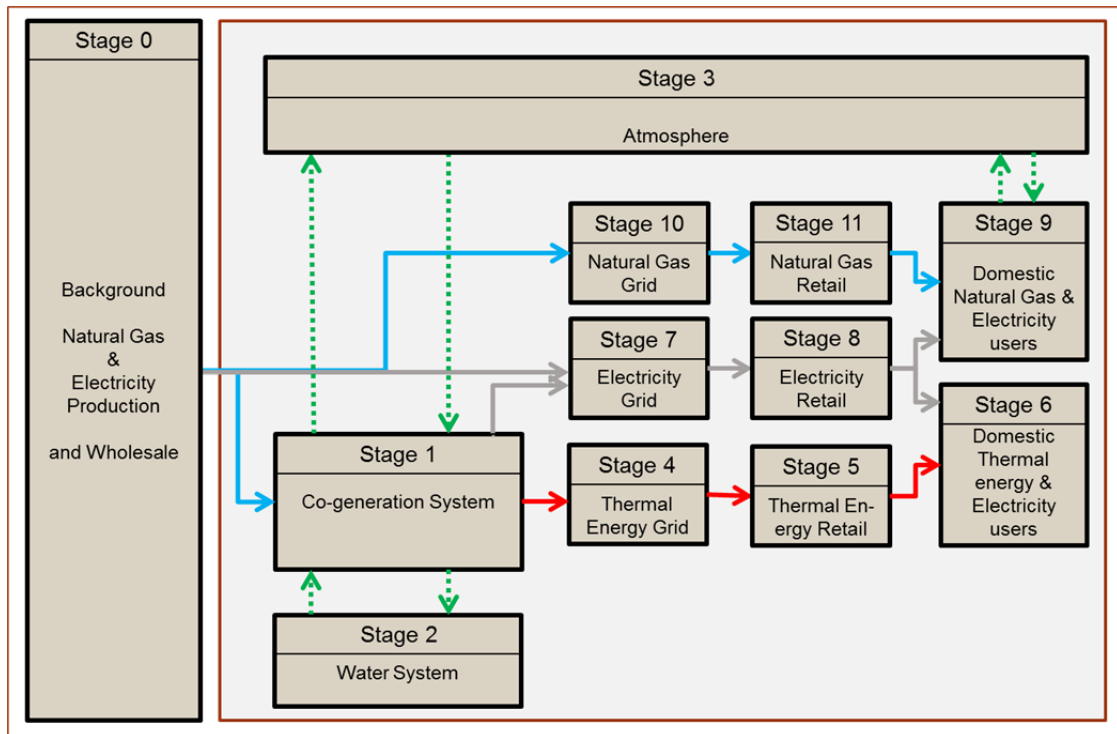 Stage 0
Background
Natural Gas
&
Electricity
Production
and Wholesale
Stage 3
Atmosphere
Stage 10
Natural Gas
Grid
Stage 11
Natural Gas
Retail
Stage 9
Domestic
Natural Gas &
Electricity
users
Stage 7
Electricity
Grid
Stage 8
Electricity
Retail
Stage 6
Domestic
Thermal
energy &
Electricity
users
Stage 1
Co-generation System
Stage 4
Thermal
Energy Grid
Stage 5
Thermal En-
ergy Retail
Stage 2
Water System